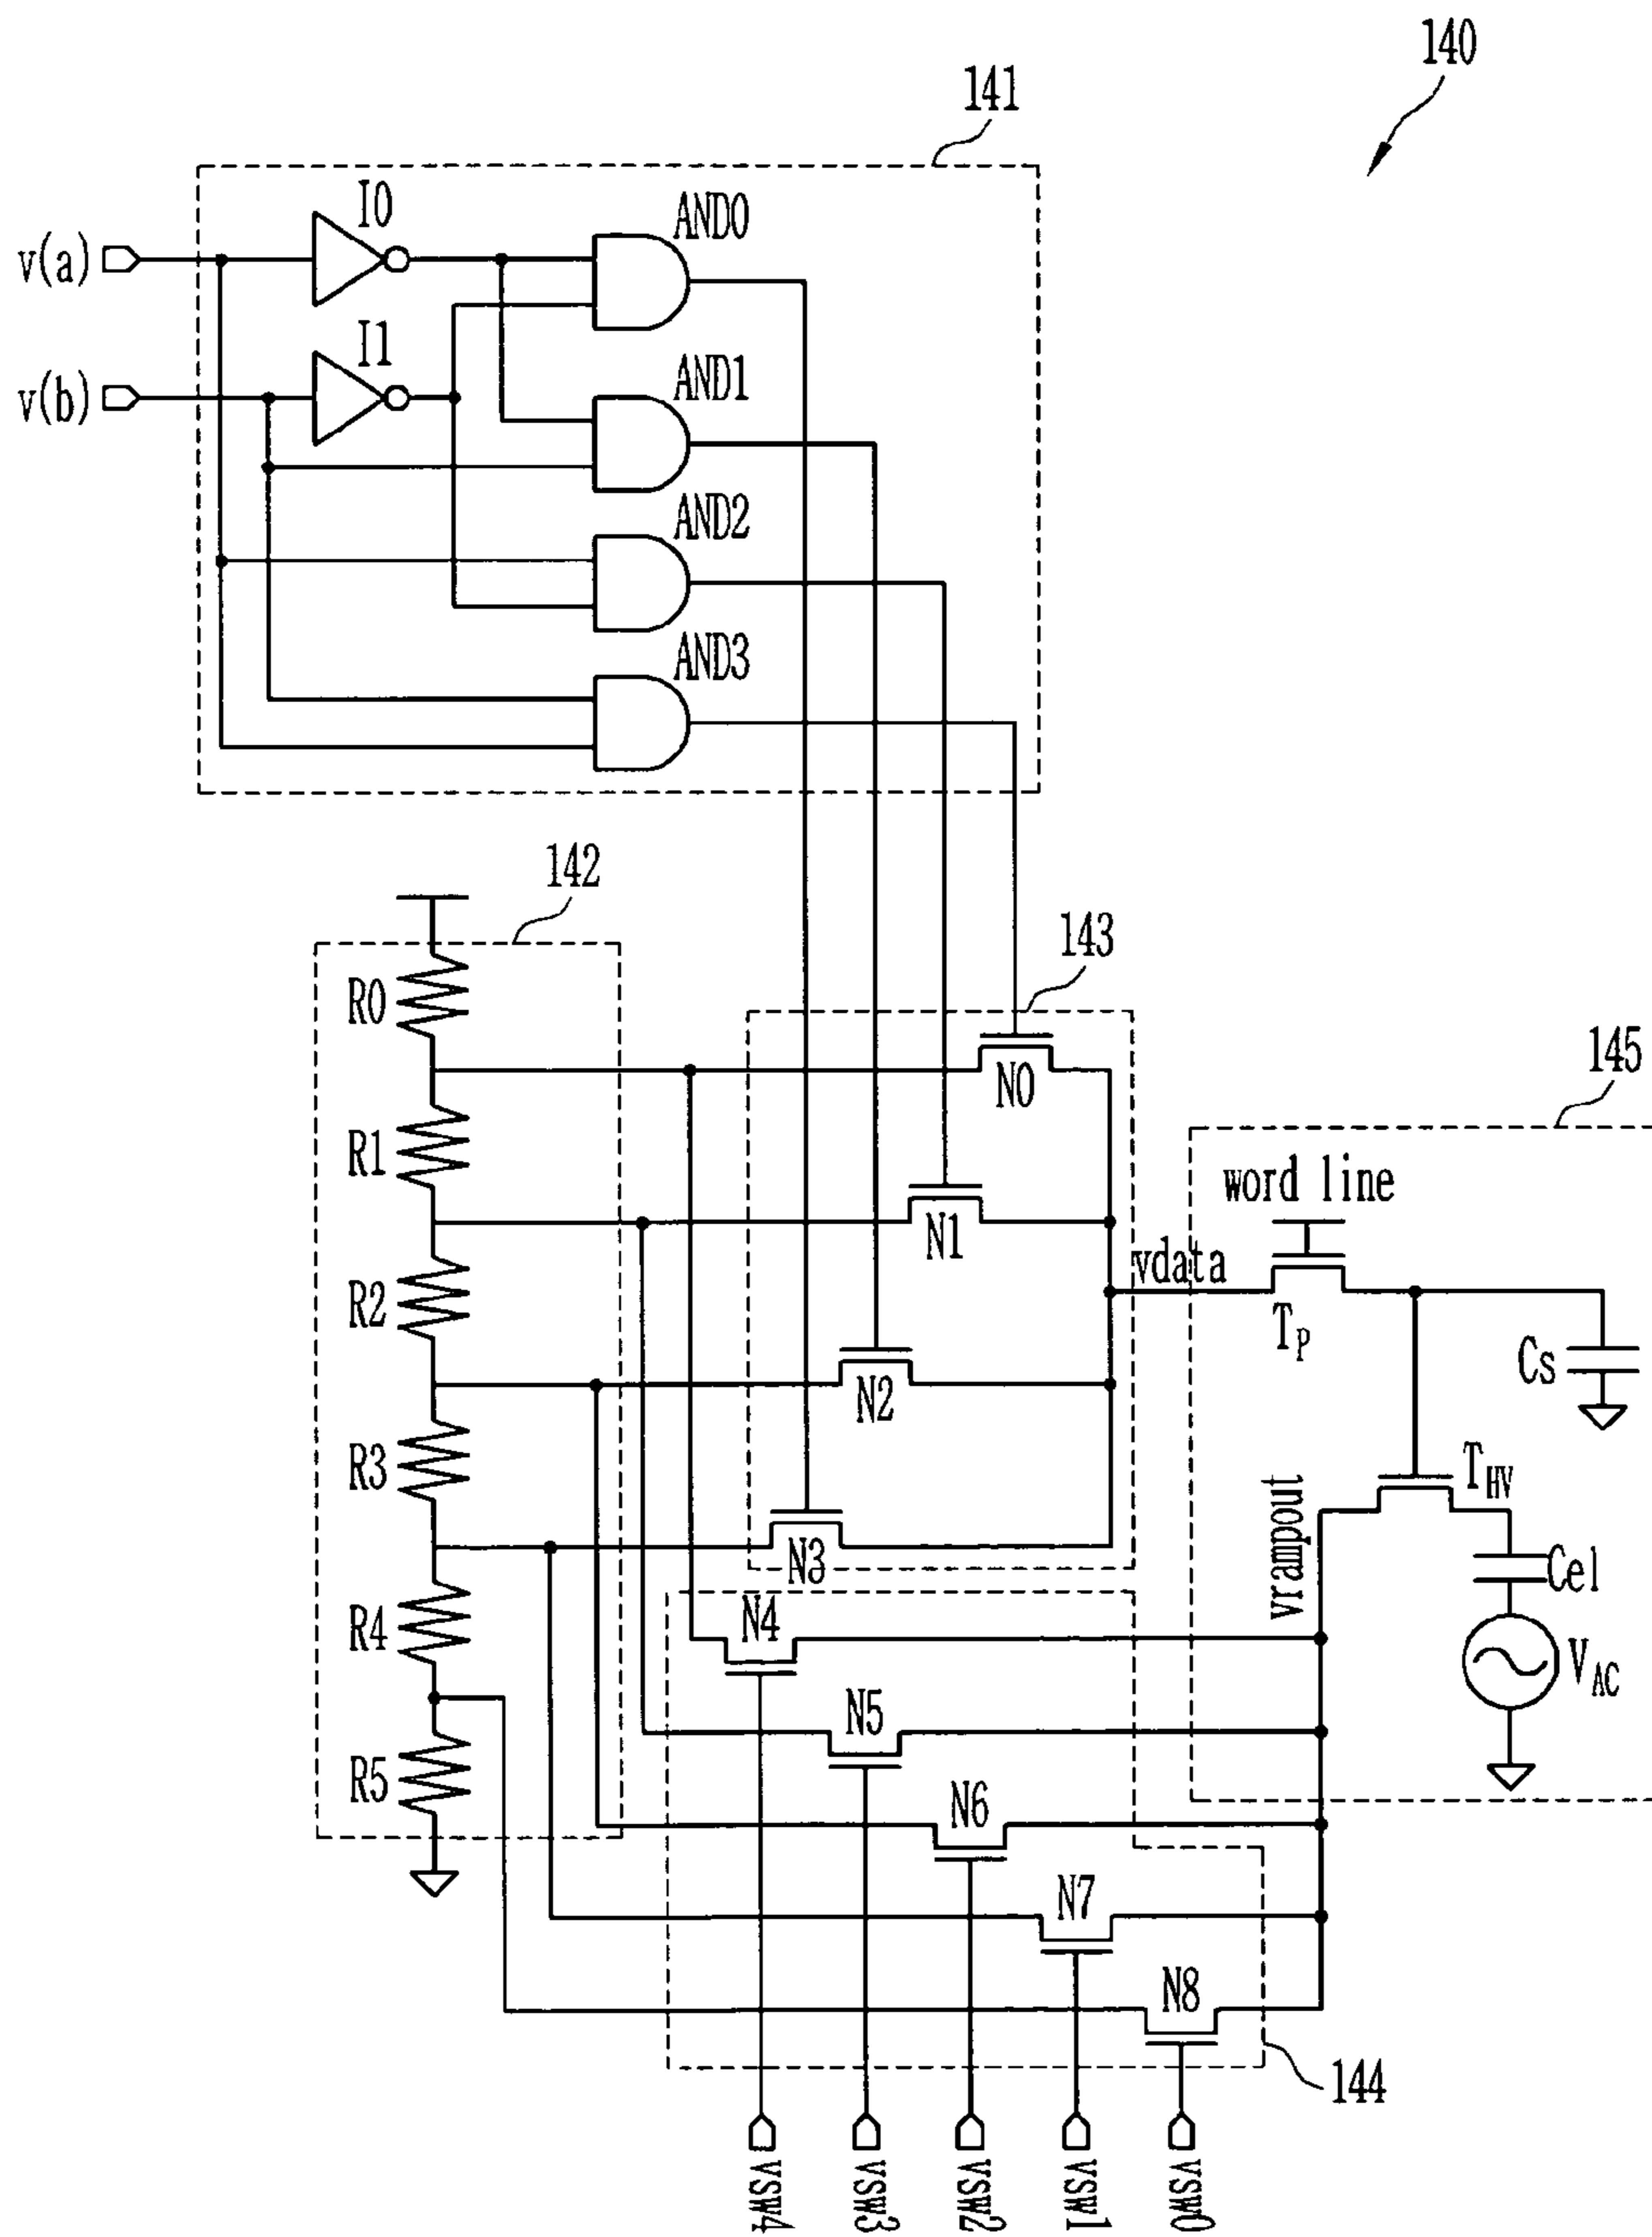 140
141
I0
AND0
v(a)
I1
v(b)
AND1
AND2
AND3
142
143
R0
N0
145
R1
word line
N1
vdata
R2
TP
Cs
N2
R3
THV
vrampout
N3
Cel
R4
N4
VAC
N5
R5
N6
N7
N8
144
vsw4
vsw3
vsw2
vsw1
vsw0